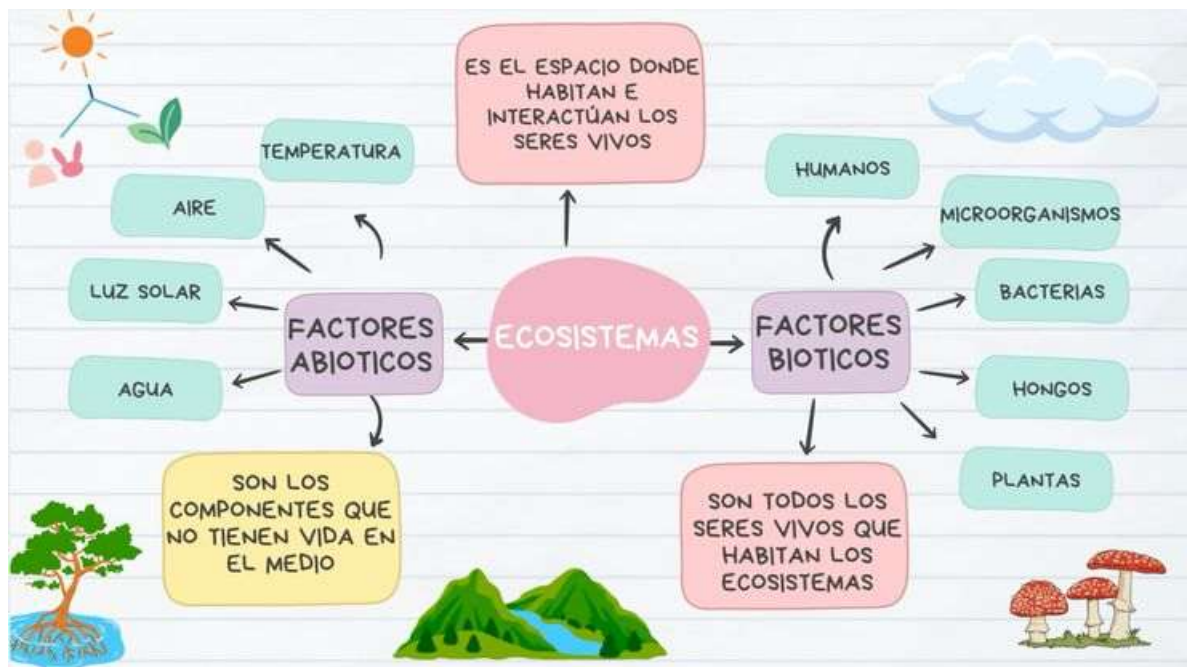 ES EL ESPACIO DONDE
HABITAN E
INTERACTÚAN LOS
SERES VIVOS
TEMPERATURA
AIRE
LUZ SOLAR
AGUA
FACTORES
ABIOTICOS
SON LOS
COMPONENTES QUE
NO TIENEN VIDA EN
EL MEDIO
ECOSISTEMAS
FACTORES
BIOTICOS
HUMANOS
MICROORGANISMOS
BACTERIAS
HONGOS
PLANTAS
SON TODOS LOS
SERES VIVOS QUE
HABITAN LOS
ECOSISTEMAS